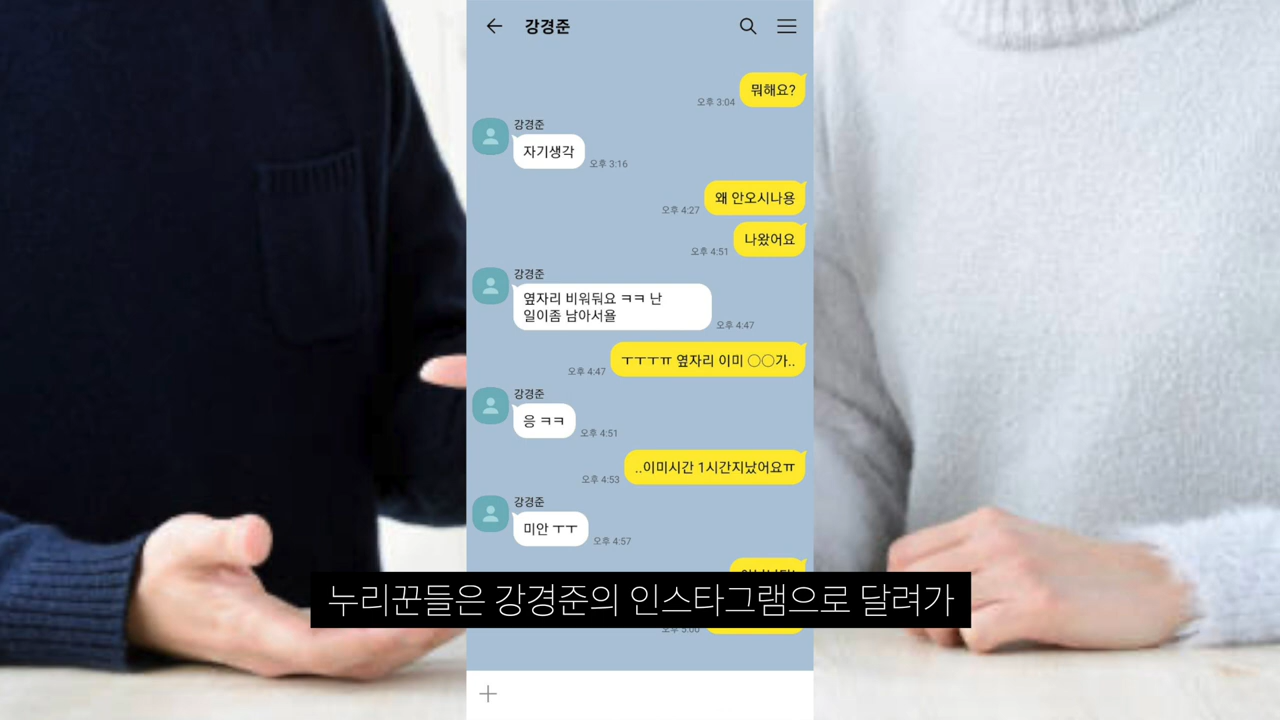 강경준
뭐해요?
오후 3:04
강경준
자기생각
오후 3:16
왜 안오시나용
오후 4:27
나왔어요
오후 4:51
강경준
옆자리 비워둬요 ㅋㅋ 난
일이좀 남아서욜
오후 4:47
ㅜㅜㅜㅠ 옆자리 이미 ○○가..
오후 4:47
강경준
응 ㅋㅋ
오후 4:51
..이미시간 1시간지났어요ㅠ
오후 4:53
강경준
미안 ㅜㅜ
오후 4:57
누리꾼들은 강경준의 인스타그램으로 달려가
오후 5:00